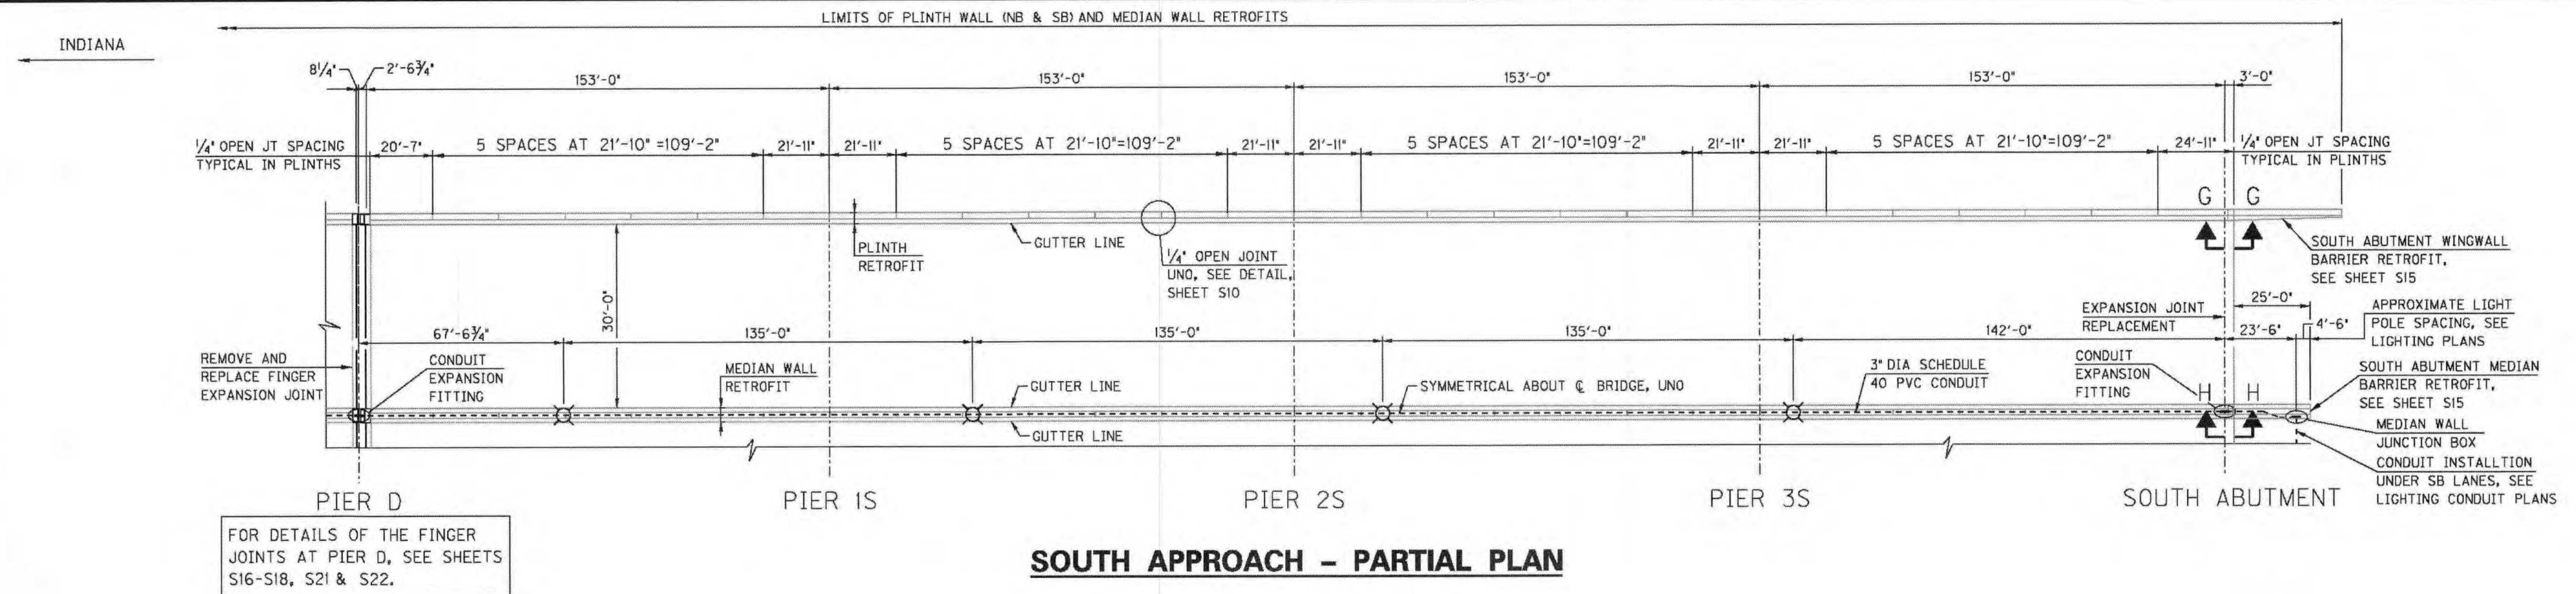 LIMITS OF PLINTH WALL (NB & SB) AND MEDIAN WALL RETROFITS
INDIANA
8¼" 2'-6¾" 153'-0" 153'-0" 153'-0" 153'-0" 3'-0"
¼" OPEN JT SPACING
TYPICAL IN PLINTHS
20'-7" 5 SPACES AT 21'-10" =109'-2" 21'-11" 21'-11" 5 SPACES AT 21'-10"=109'-2" 21'-11" 21'-11" 5 SPACES AT 21'-10"=109'-2" 21'-11" 21'-11" 5 SPACES AT 21'-10"=109'-2" 24'-11"
¼" OPEN JT SPACING
TYPICAL IN PLINTHS
G G
PLINTH
RETROFIT
GUTTER LINE
¼" OPEN JOINT
UNO, SEE DETAIL,
SHEET S10
SOUTH ABUTMENT WINGWALL
BARRIER RETROFIT,
SEE SHEET S15
30'-0"
25'-0"
EXPANSION JOINT
REPLACEMENT
APPROXIMATE LIGHT
POLE SPACING, SEE
LIGHTING PLANS
67'-6¾" 135'-0" 135'-0" 135'-0" 142'-0" 23'-6" 4'-6"
REMOVE AND
REPLACE FINGER
EXPANSION JOINT
CONDUIT
EXPANSION
FITTING
MEDIAN WALL
RETROFIT
GUTTER LINE
SYMMETRICAL ABOUT ℄ BRIDGE, UNO
3" DIA SCHEDULE
40 PVC CONDUIT
CONDUIT
EXPANSION
FITTING
H H
SOUTH ABUTMENT MEDIAN
BARRIER RETROFIT,
SEE SHEET S15
GUTTER LINE
MEDIAN WALL
JUNCTION BOX
CONDUIT INSTALLTION
UNDER SB LANES, SEE
LIGHTING CONDUIT PLANS
PIER D PIER 1S PIER 2S PIER 3S SOUTH ABUTMENT
FOR DETAILS OF THE FINGER
JOINTS AT PIER D, SEE SHEETS
S16-S18, S21 & S22.
SOUTH APPROACH – PARTIAL PLAN